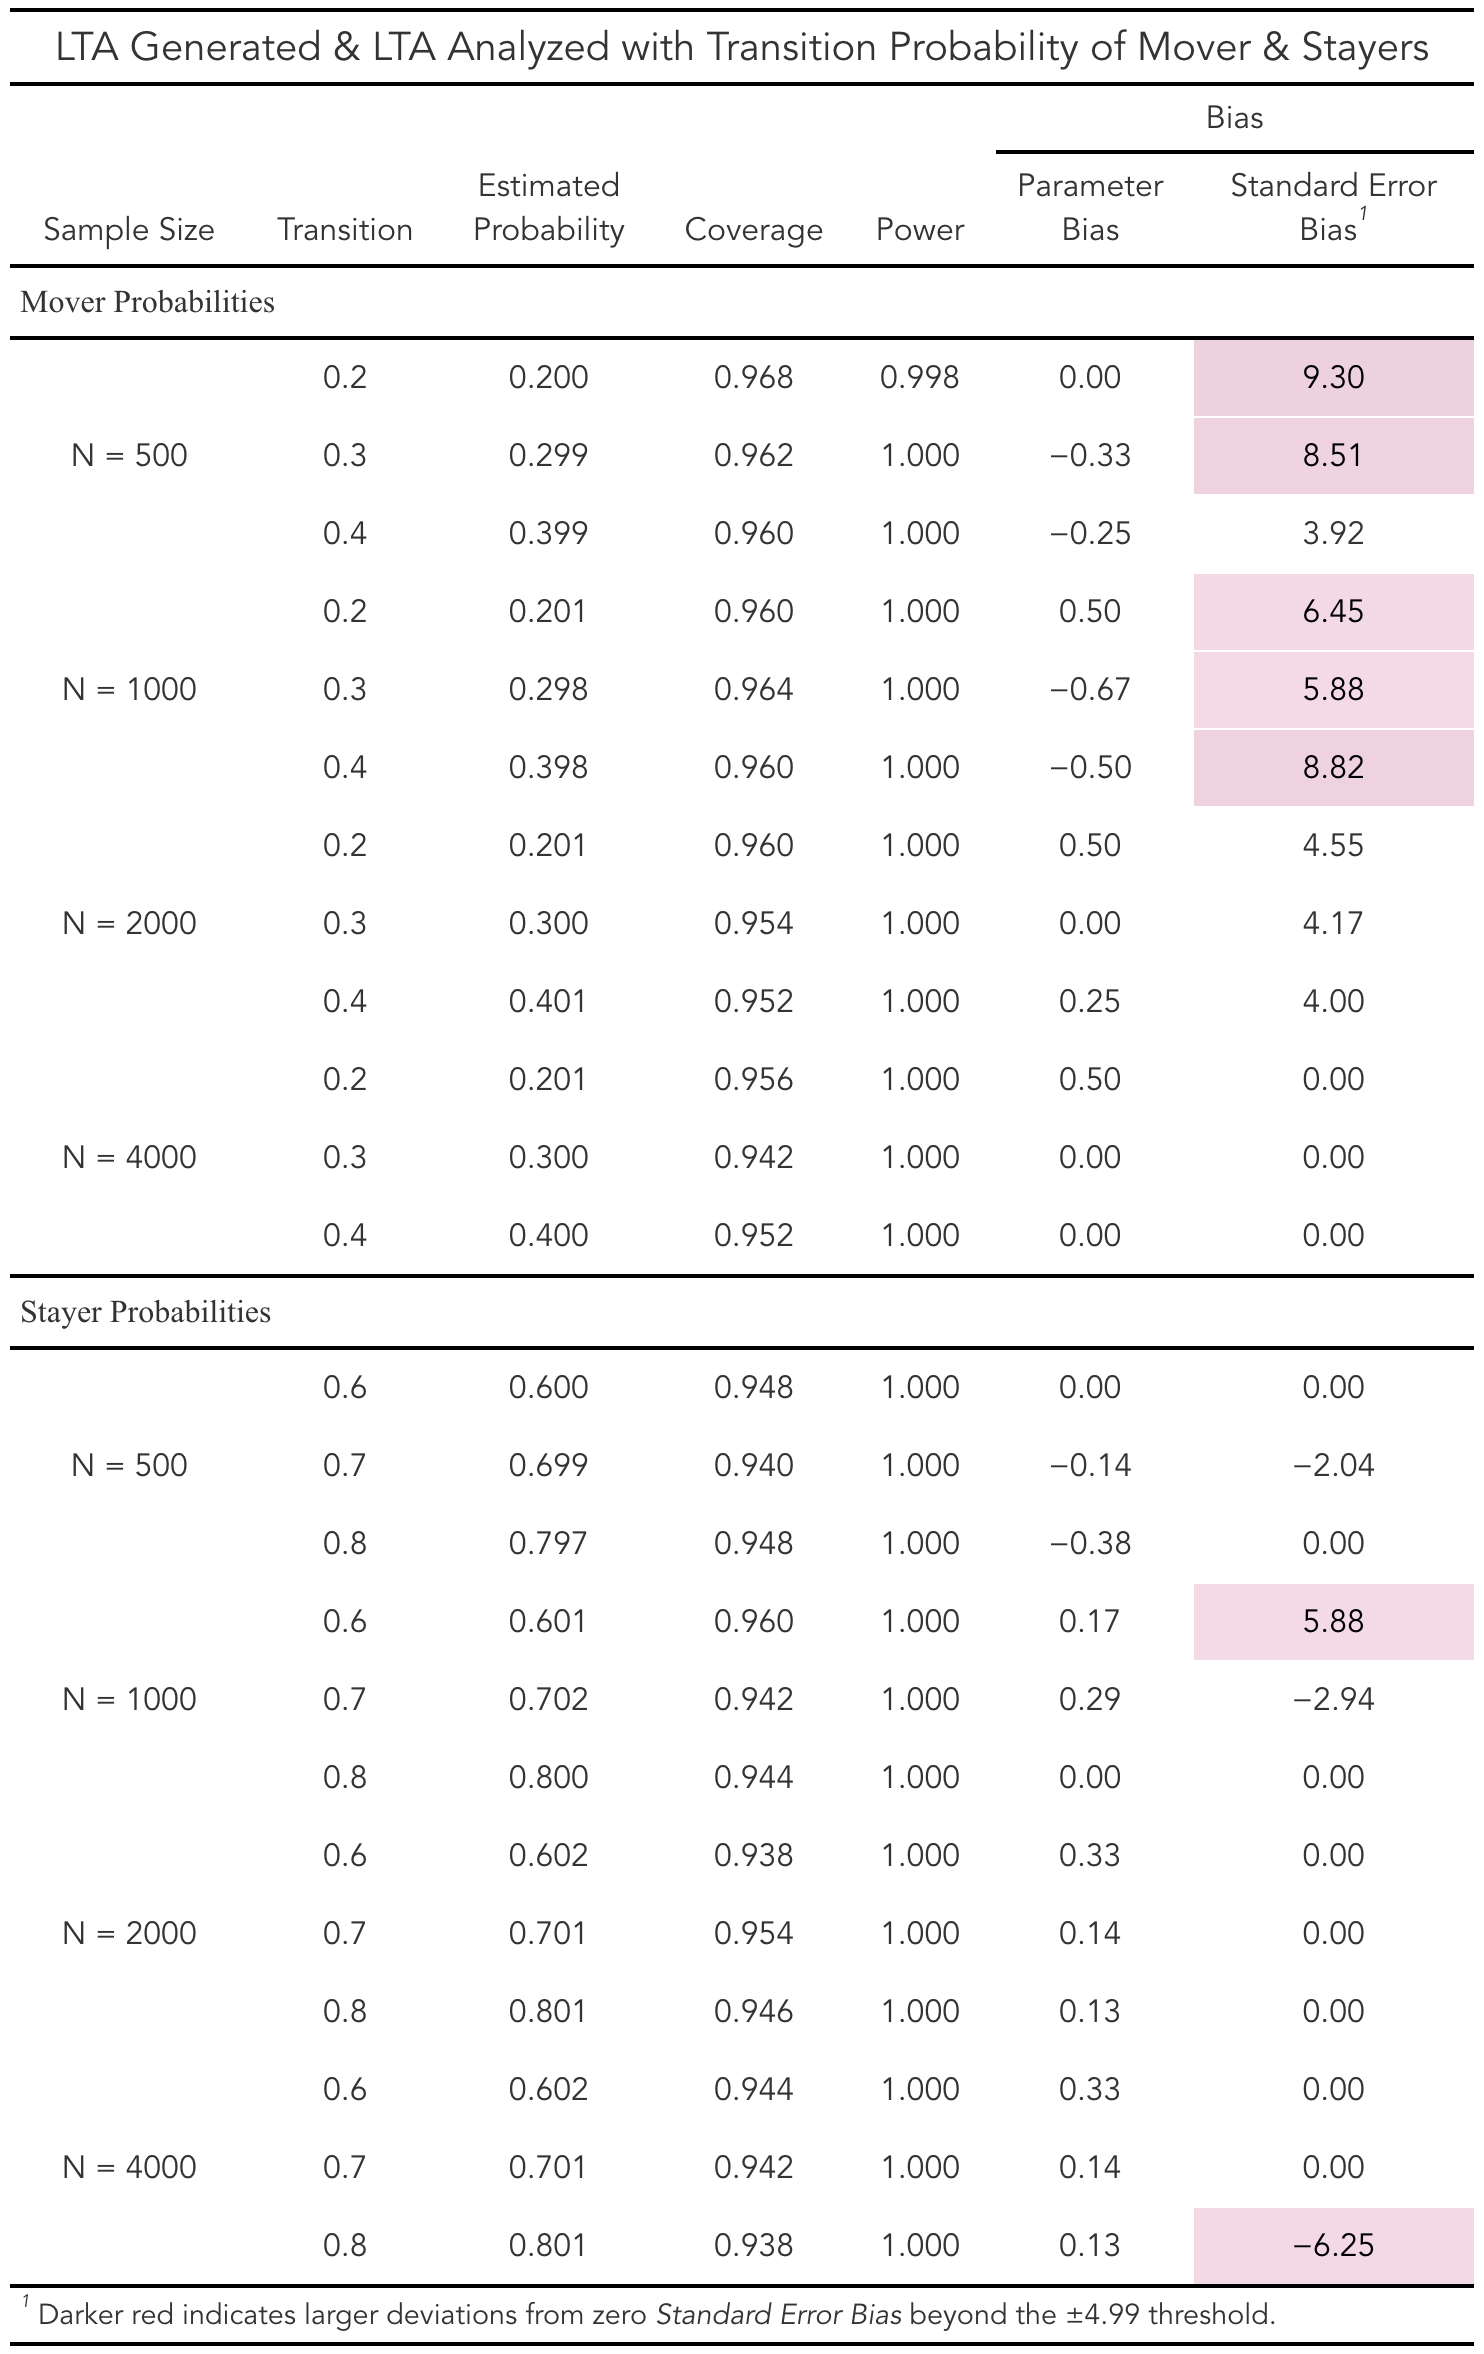 LTA Generated & LTA Analyzed with Transition Probability of Mover & Stayers
Bias
Sample Size Transition Estimated Probability Coverage Power Parameter Bias Standard Error Bias1
Mover Probabilities
0.2 0.200 0.968 0.998 0.00 9.30
N = 500 0.3 0.299 0.962 1.000 −0.33 8.51
0.4 0.399 0.960 1.000 −0.25 3.92
0.2 0.201 0.960 1.000 0.50 6.45
N = 1000 0.3 0.298 0.964 1.000 −0.67 5.88
0.4 0.398 0.960 1.000 −0.50 8.82
0.2 0.201 0.960 1.000 0.50 4.55
N = 2000 0.3 0.300 0.954 1.000 0.00 4.17
0.4 0.401 0.952 1.000 0.25 4.00
0.2 0.201 0.956 1.000 0.50 0.00
N = 4000 0.3 0.300 0.942 1.000 0.00 0.00
0.4 0.400 0.952 1.000 0.00 0.00
Stayer Probabilities
0.6 0.600 0.948 1.000 0.00 0.00
N = 500 0.7 0.699 0.940 1.000 −0.14 −2.04
0.8 0.797 0.948 1.000 −0.38 0.00
0.6 0.601 0.960 1.000 0.17 5.88
N = 1000 0.7 0.702 0.942 1.000 0.29 −2.94
0.8 0.800 0.944 1.000 0.00 0.00
0.6 0.602 0.938 1.000 0.33 0.00
N = 2000 0.7 0.701 0.954 1.000 0.14 0.00
0.8 0.801 0.946 1.000 0.13 0.00
0.6 0.602 0.944 1.000 0.33 0.00
N = 4000 0.7 0.701 0.942 1.000 0.14 0.00
0.8 0.801 0.938 1.000 0.13 −6.25
1 Darker red indicates larger deviations from zero Standard Error Bias beyond the ±4.99 threshold.